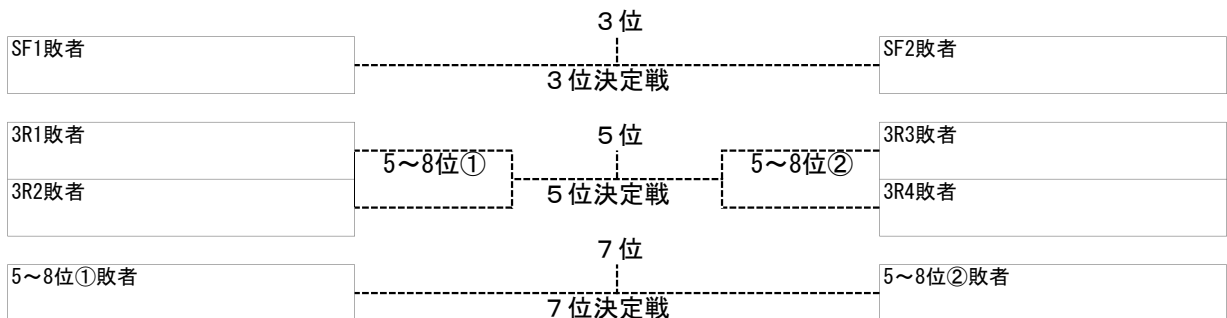 ３位
SF1敗者
SF2敗者
３位決定戦
3R1敗者
５位
3R3敗者
5～8位①
5～8位②
3R2敗者
５位決定戦
3R4敗者
７位
5～8位①敗者
5～8位②敗者
７位決定戦